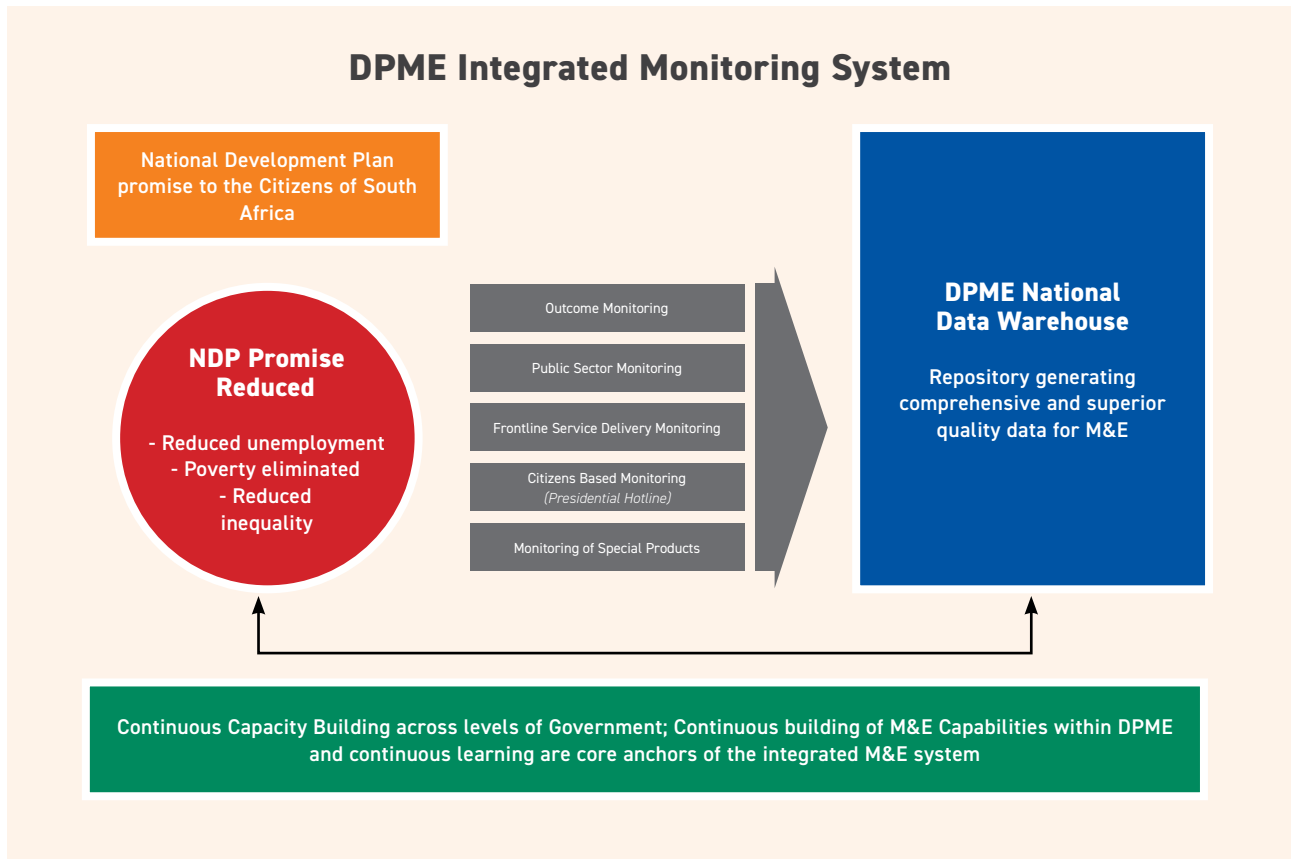 DPME Integrated Monitoring System
National Development Plan
promise to the Citizens of South
Africa
NDP Promise
Reduced
- Reduced unemployment
- Poverty eliminated
- Reduced
inequality
Outcome Monitoring
Public Sector Monitoring
Frontline Service Delivery Monitoring
Citizens Based Monitoring
(Presidential Hotline)
Monitoring of Special Products
DPME National
Data Warehouse
Repository generating
comprehensive and superior
quality data for M&E
Continuous Capacity Building across levels of Government; Continuous building of M&E Capabilities within DPME
and continuous learning are core anchors of the integrated M&E system